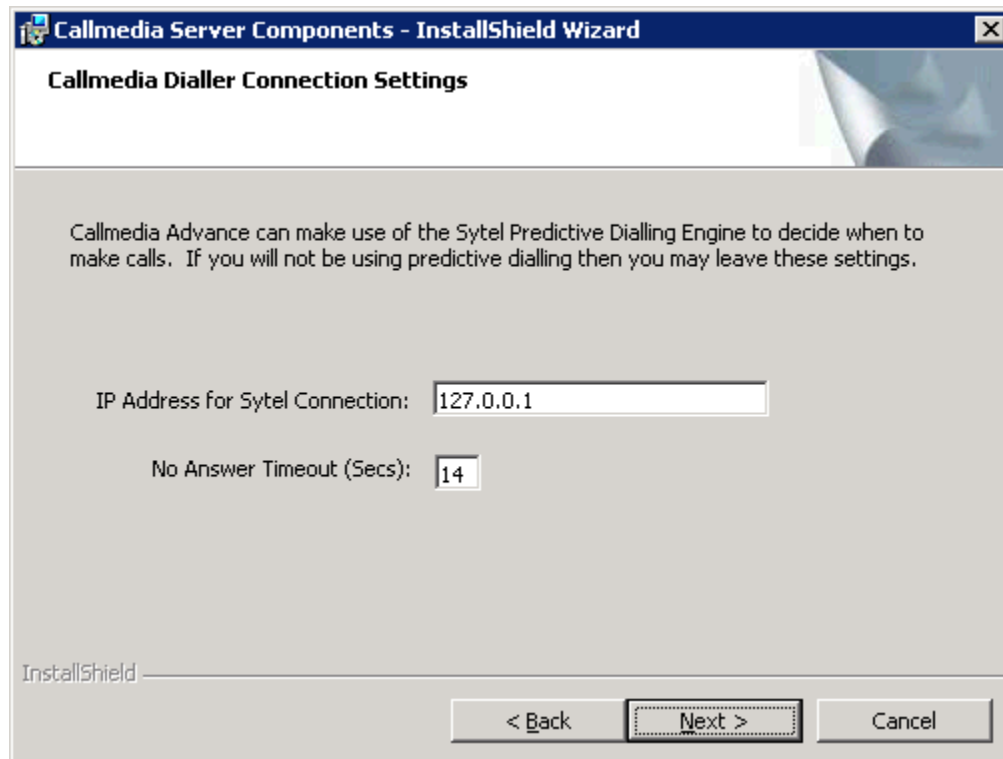 Callmedia Server Components - InstallShield Wizard
Callmedia Dialler Connection Settings
Callmedia Advance can make use of the Sytel Predictive Dialling Engine to decide when to
make calls.  If you will not be using predictive dialling then you may leave these settings.
IP Address for Sytel Connection: 127.0.0.1
No Answer Timeout (Secs): 14
InstallShield
< Back Next > Cancel